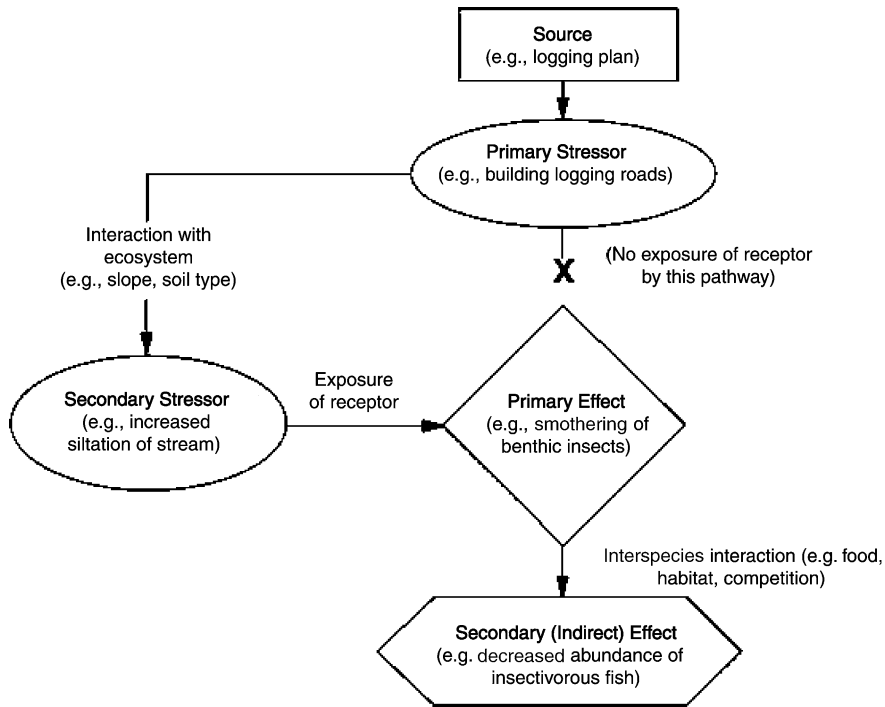 Source
(e.g., logging plan)
Primary Stressor
(e.g., building logging roads)
Interaction with
ecosystem
(e.g., slope, soil type)
X
(No exposure of receptor
by this pathway)
Secondary Stressor
(e.g., increased
siltation of stream)
Exposure
of receptor
Primary Effect
(e.g., smothering of
benthic insects)
Interspecies interaction (e.g. food,
habitat, competition)
Secondary (Indirect) Effect
(e.g. decreased abundance of
insectivorous fish)